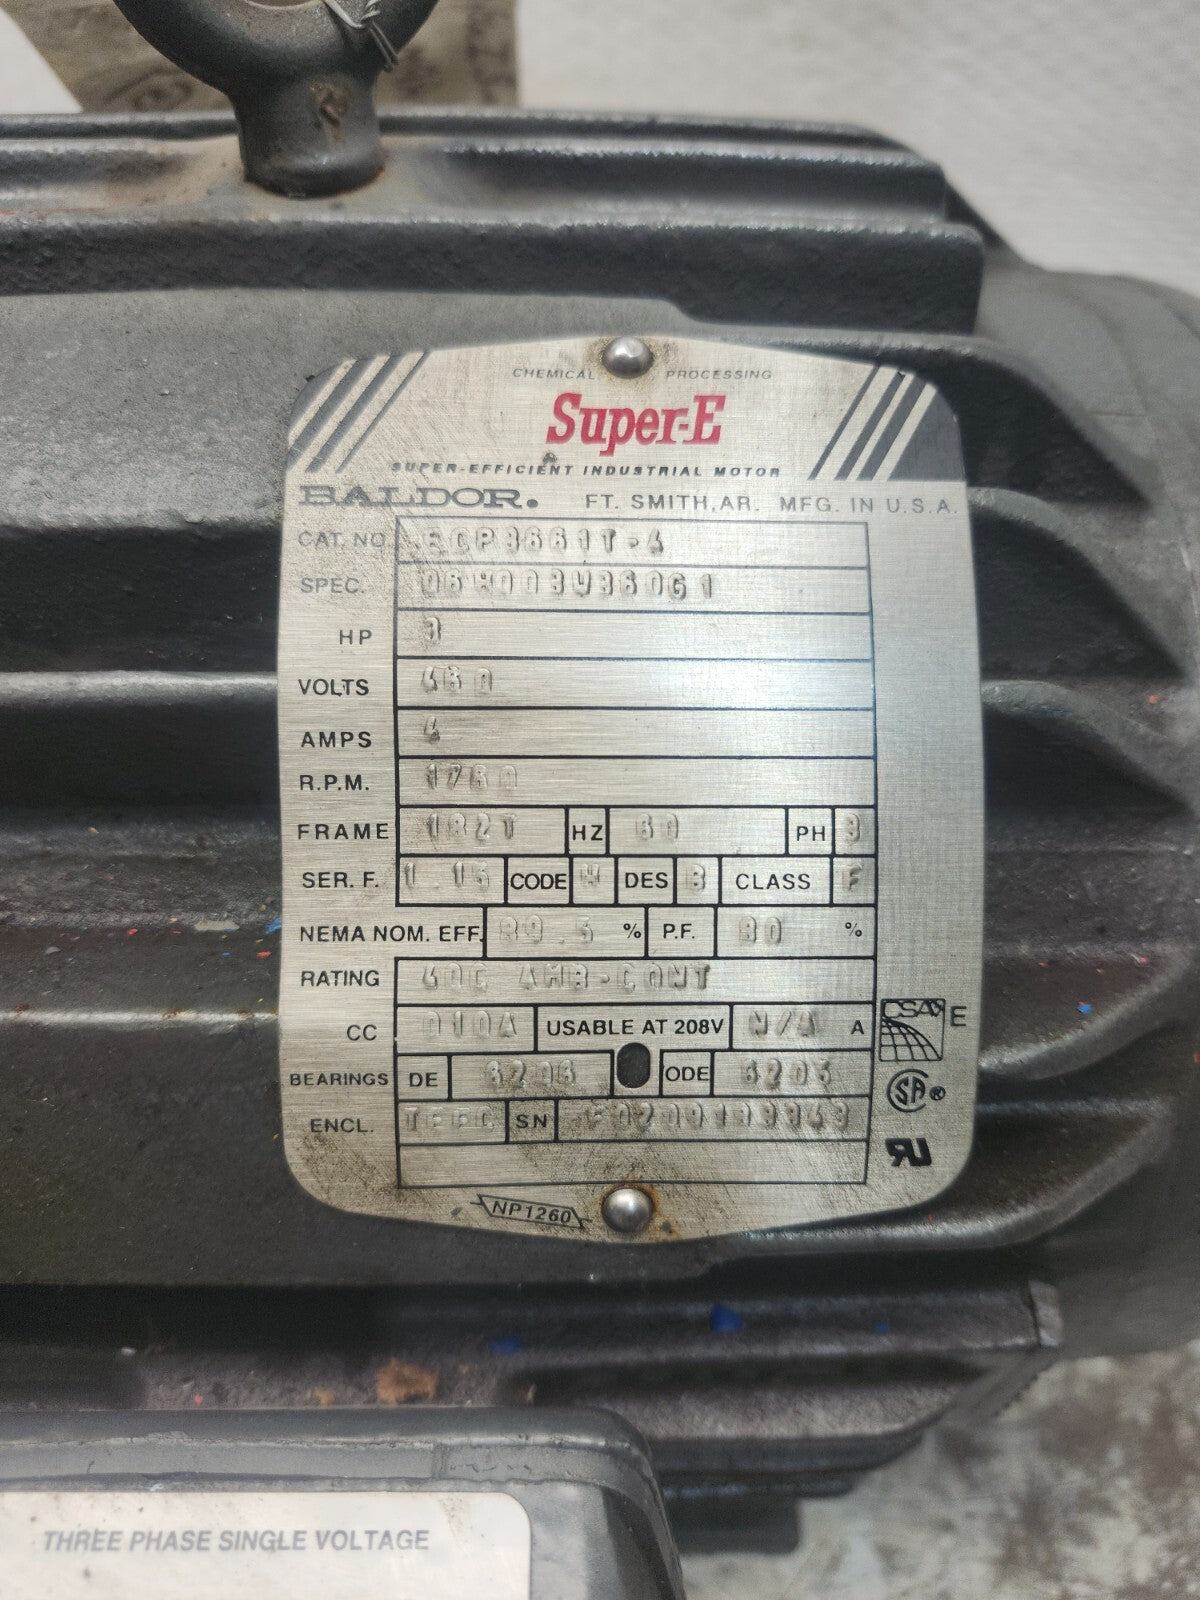 CHEMICAL PROCESSING
Super-E
SUPER-EFFICIENT INDUSTRIAL MOTOR
BALDOR. FT. SMITH, AR. MFG. IN U.S.A.
CAT. NO. ECP3661T-4
SPEC.
HP 3
VOLTS 460
AMPS 4
R.P.M. 1760
FRAME 182T HZ 60 PH 3
SER. F. 1.15 CODE DES B CLASS F
NEMA NOM. EFF. 89.5 % P.F. 80 %
RATING 40C AMB-CONT
CC 010A USABLE AT 208V N/A A
BEARINGS DE 6206 ODE
ENCL. SN
CSA E
SA ®
NP1260
THREE PHASE SINGLE VOLTAGE